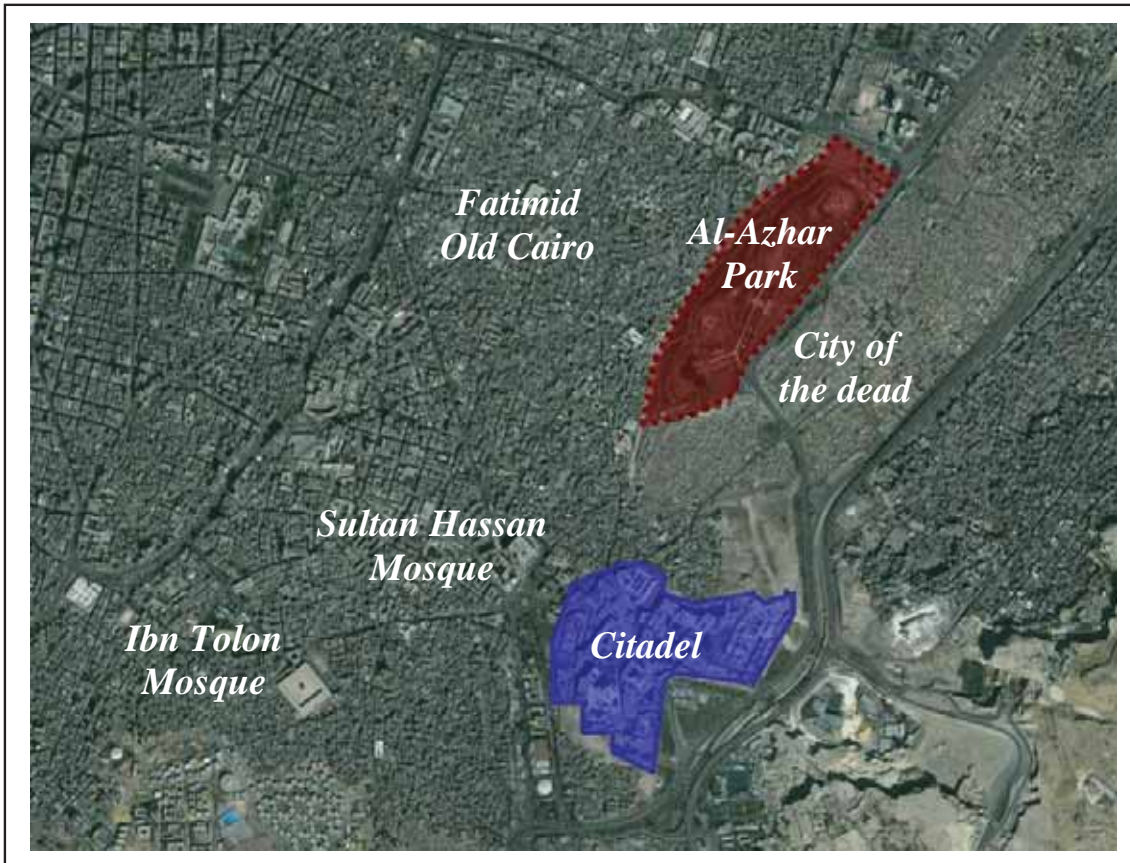 Fatimid
Old Cairo
Al-Azhar
Park
City of
the dead
Sultan Hassan
Mosque
Ibn Tolon
Mosque
Citadel